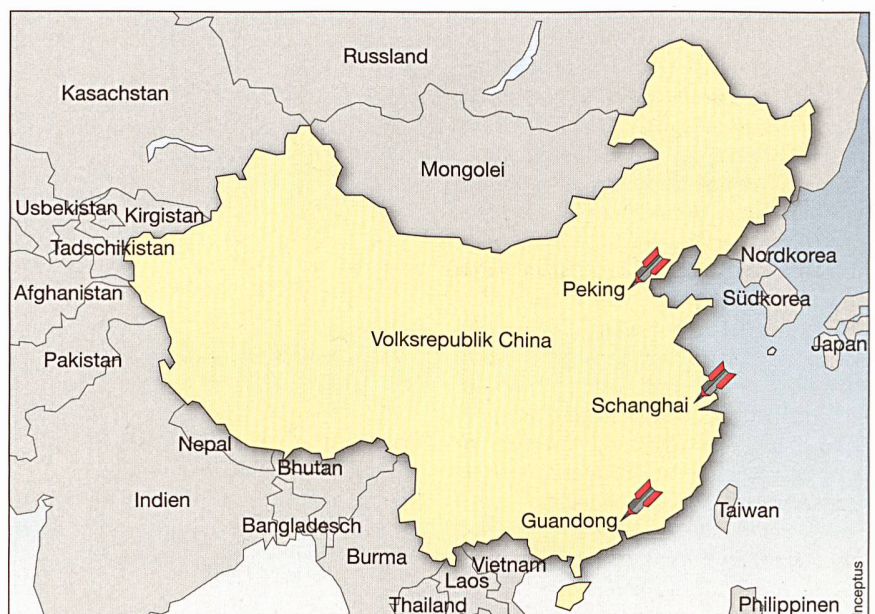 Russland
Kasachstan
Mongolei
Usbekistan
Kirgistan
Tadschikistan
Nordkorea
Afghanistan
Peking
Südkorea
Volksrepublik China
Japan
Pakistan
Schanghai
Nepal
Bhutan
Indien
Taiwan
Guandong
Bangladesch
Burma
Vietnam
Laos
Thailand
Philippinen
nceptus